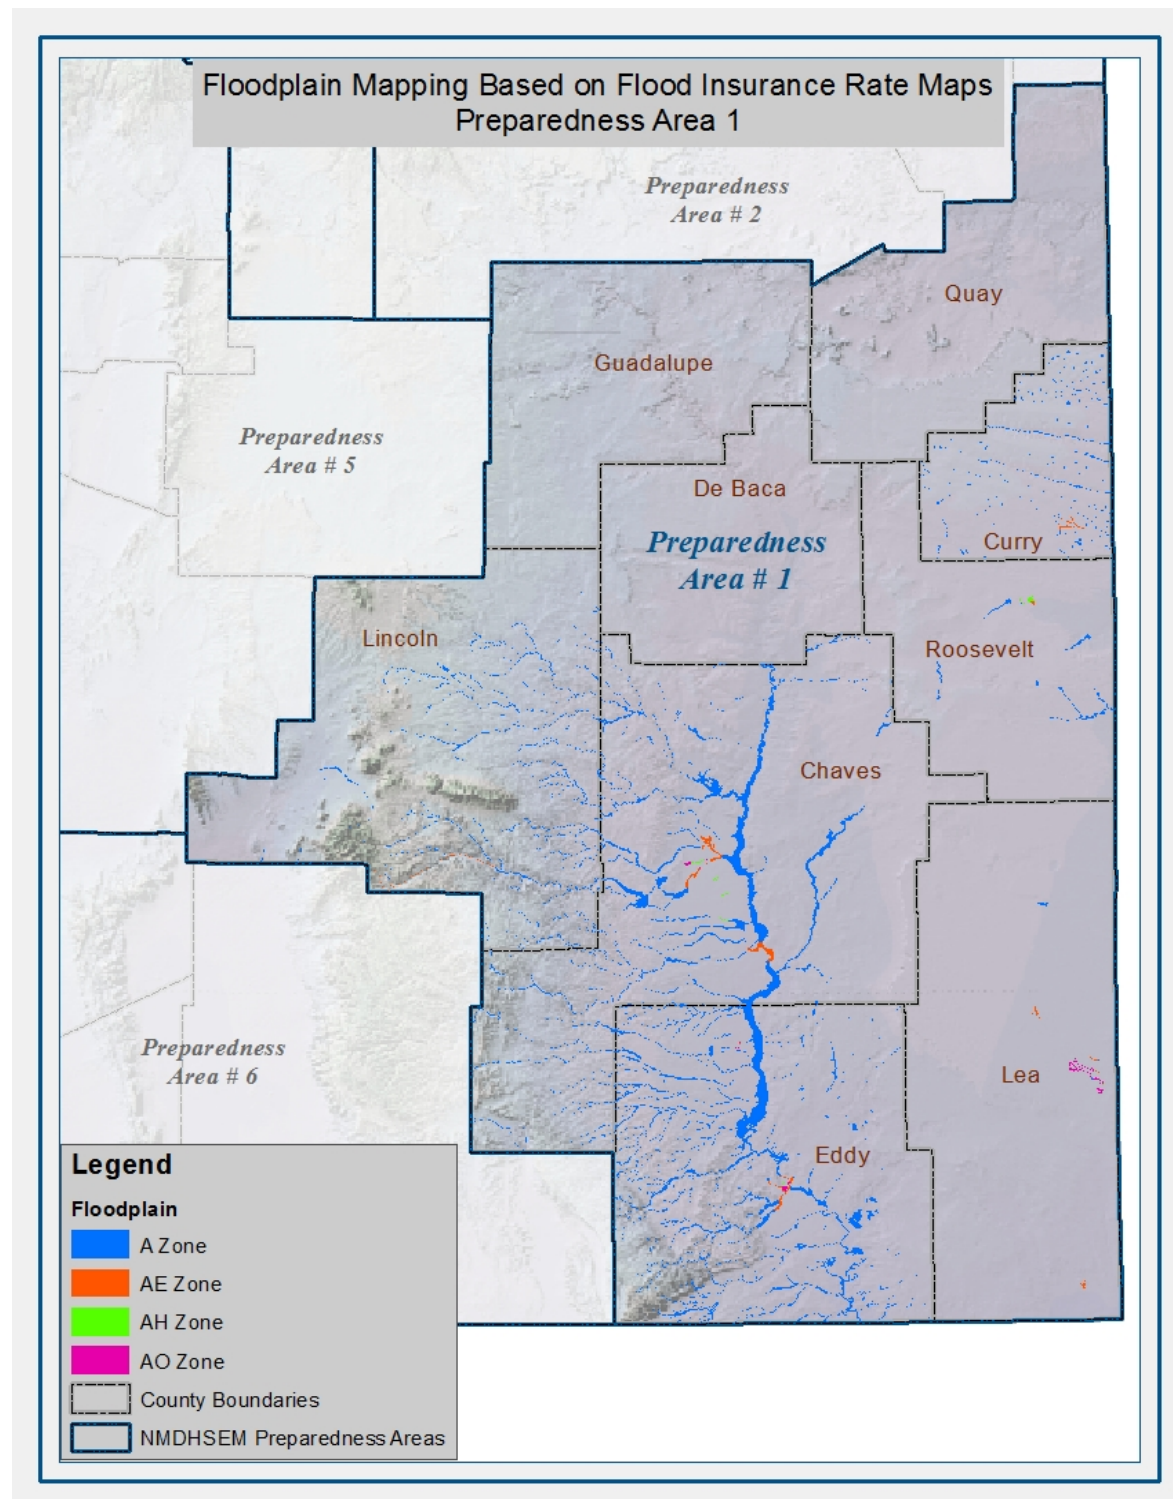 Floodplain Mapping Based on Flood Insurance Rate Maps
Preparedness Area 1
Preparedness
Area # 2
Quay
Guadalupe
Preparedness
Area # 5
De Baca
Preparedness
Area # 1
Curry
Lincoln
Roosevelt
Chaves
Preparedness
Area # 6
Lea
Eddy
Legend
Floodplain
A Zone
AE Zone
AH Zone
AO Zone
County Boundaries
NMDHSEM Preparedness Areas